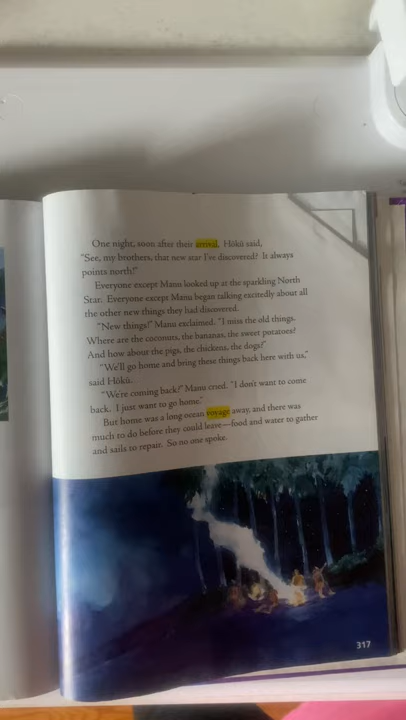 One night, soon after their arrival, Hōkū said,
"See, my brothers, that new star I've discovered? It always
points north!"
Everyone except Manu looked up at the sparkling North
Star. Everyone except Manu began talking excitedly about all
the other new things they had discovered.
"New things!" Manu exclaimed. "I miss the old things.
Where are the coconuts, the bananas, the sweet potatoes?
And how about the pigs, the chickens, the dogs?"
"We'll go home and bring these things back here with us,"
said Hōkū.
"We're coming back?" Manu cried. "I don't want to come
back. I just want to go home."
But home was a long ocean voyage away, and there was
much to do before they could leave—food and water to gather
and sails to repair. So no one spoke.
317